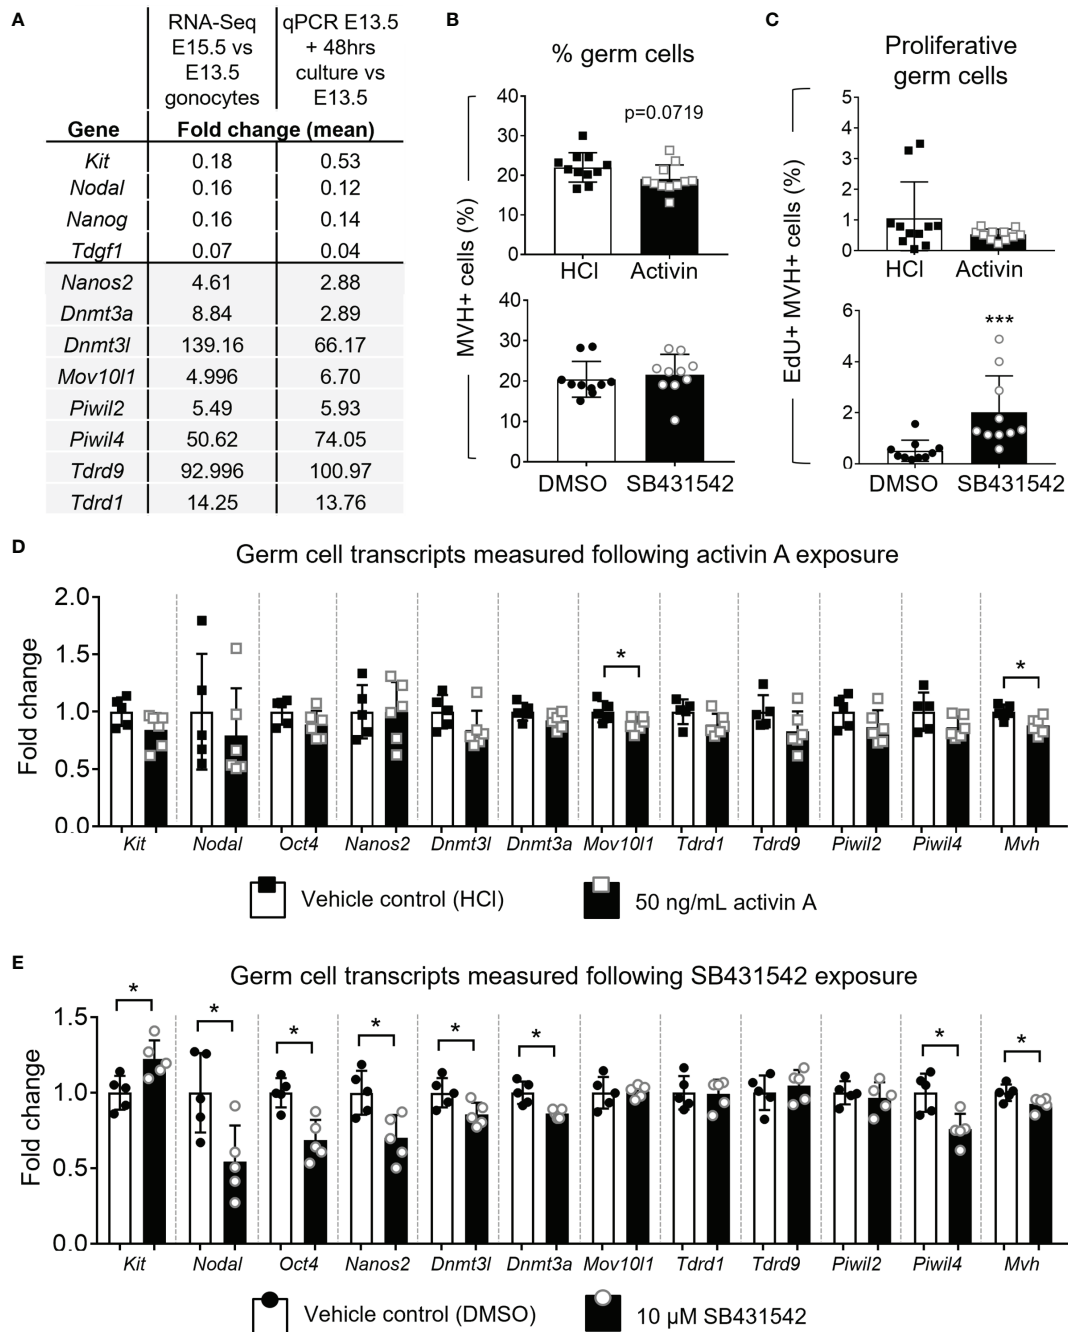 A
RNA-Seq E15.5 vs E13.5 gonocytes
qPCR E13.5 + 48hrs culture vs E13.5
Gene Fold change (mean)
Kit 0.18 0.53
Nodal 0.16 0.12
Nanog 0.16 0.14
Tdgf1 0.07 0.04
Nanos2 4.61 2.88
Dnmt3a 8.84 2.89
Dnmt3l 139.16 66.17
Mov10l1 4.996 6.70
Piwil2 5.49 5.93
Piwil4 50.62 74.05
Tdrd9 92.996 100.97
Tdrd1 14.25 13.76
B
% germ cells
MVH+ cells (%)
40
30
20
10
0
p=0.0719
HCl Activin
40
30
20
10
0
DMSO SB431542
C
Proliferative
germ cells
EdU+ MVH+ cells (%)
5
4
3
2
1
0
HCl Activin
6
4
2
0
***
DMSO SB431542
D
Germ cell transcripts measured following activin A exposure
Fold change
2.0
1.5
1.0
0.5
0.0
* *
Kit Nodal Oct4 Nanos2 Dnmt3l Dnmt3a Mov10l1 Tdrd1 Tdrd9 Piwil2 Piwil4 Mvh
Vehicle control (HCl) 50 ng/mL activin A
E
Germ cell transcripts measured following SB431542 exposure
Fold change
1.5
1.0
0.5
0.0
* * * * * * * *
Kit Nodal Oct4 Nanos2 Dnmt3l Dnmt3a Mov10l1 Tdrd1 Tdrd9 Piwil2 Piwil4 Mvh
Vehicle control (DMSO) 10 µM SB431542